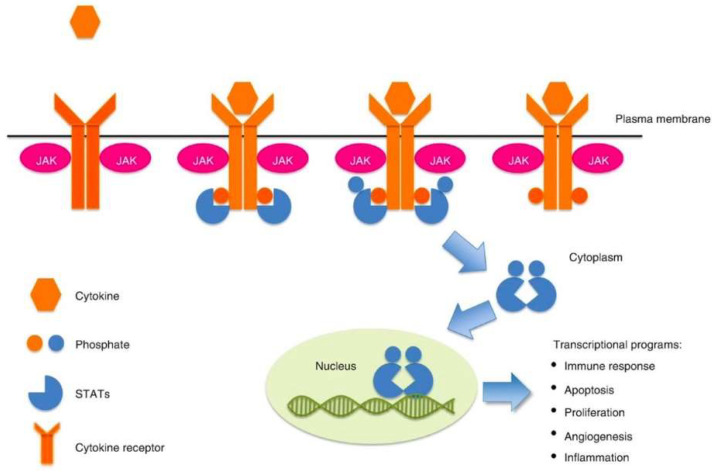 Plasma membrane
JAK
JAK
JAK
JAK
JAK
JAK
JAK
JAK
Cytoplasm
Cytokine
Phosphate
STATs
Cytokine receptor
Nucleus
Transcriptional programs:
• Immune response
• Apoptosis
• Proliferation
• Angiogenesis
• Inflammation